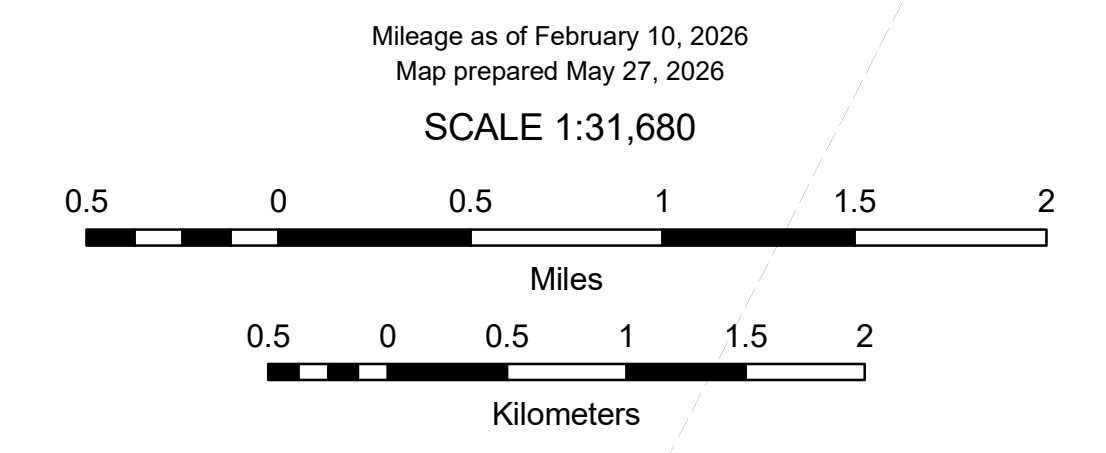 Mileage as of February 10, 2026
Map prepared May 27, 2026
SCALE 1:31,680
0.5 0 0.5 1 1.5 2
Miles
0.5 0 0.5 1 1.5 2
Kilometers